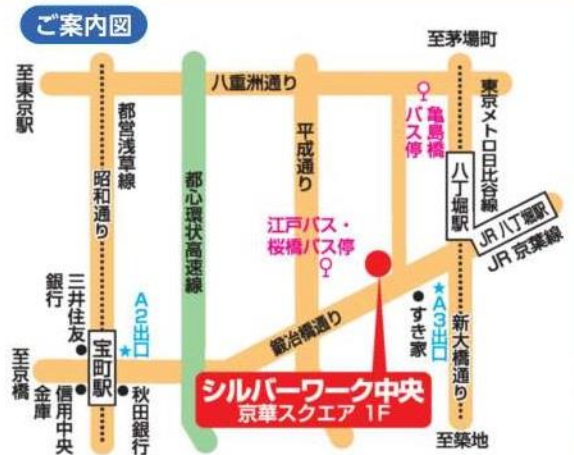 ご案内図
至茅場町
至東京駅
八重洲通り
都営浅草線
昭和通り
都心環状高速線
平成通り
亀島橋
バス停
東京メトロ日比谷線
八丁堀駅
JR 八丁堀駅
JR 京葉線
江戸バス・
桜橋バス停
三井住友
銀行
A2出口
鍛冶橋通り
すき家
A3出口
新大橋通り
至京橋
宝町駅
信用中央
金庫
秋田銀行
シルバーワーク中央
京華スクエア 1F
至築地